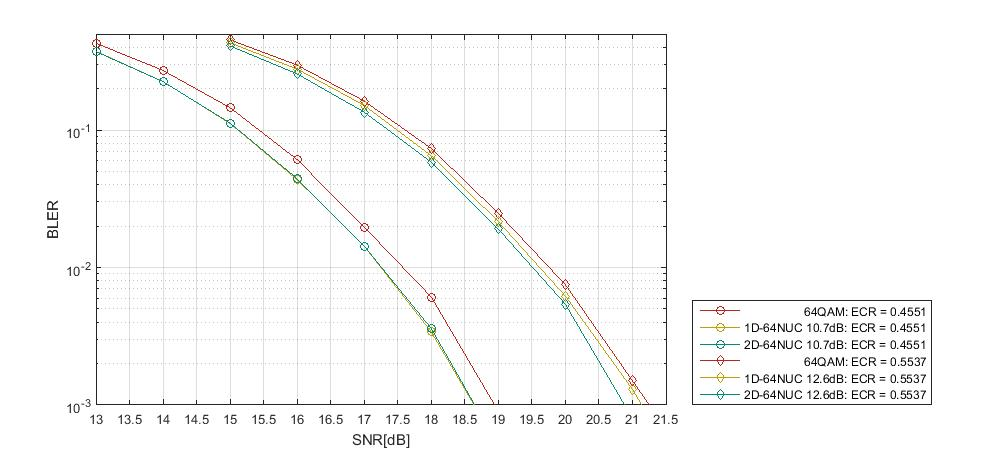 BLER
10-1
10-2
10-3
13 13.5 14 14.5 15 15.5 16 16.5 17 17.5 18 18.5 19 19.5 20 20.5 21 21.5
SNR[dB]
64QAM: ECR = 0.4551
1D-64NUC 10.7dB: ECR = 0.4551
2D-64NUC 10.7dB: ECR = 0.4551
64QAM: ECR = 0.5537
1D-64NUC 12.6dB: ECR = 0.5537
2D-64NUC 12.6dB: ECR = 0.5537